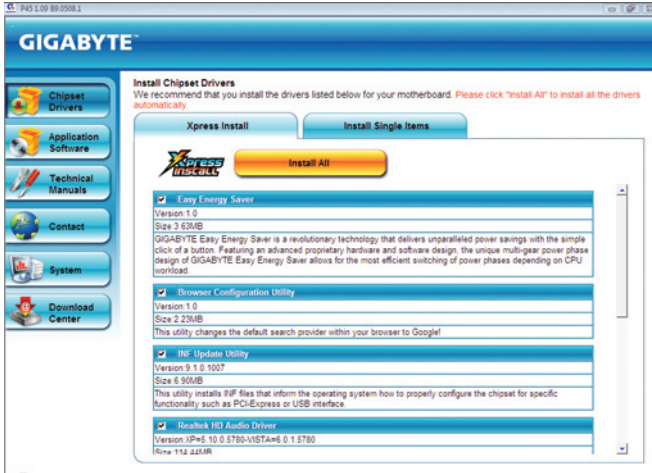 P45 1.09 B9.0508.1
GIGABYTE™
Chipset
Drivers
Application
Software
Technical
Manuals
Contact
System
Download
Center
Install Chipset Drivers
We recommend that you install the drivers listed below for your motherboard. Please click "Install All" to install all the drivers
automatically.
Xpress Install
Install Single Items
Xpress
INSTALL
Install All
Easy Energy Saver
Version:1.0
Size:3.63MB
GIGABYTE Easy Energy Saver is a revolutionary technology that delivers unparalleled power savings with the simple
click of a button. Featuring an advanced proprietary hardware and software design, the unique multi-gear power phase
design of GIGABYTE Easy Energy Saver allows for the most efficient switching of power phases depending on CPU
workload.
Browser Configuration Utility
Version:1.0
Size:2.23MB
This utility changes the default search provider within your browser to Google!
INF Update Utility
Version:9.1.0.1007
Size:6.90MB
This utility installs INF files that inform the operating system how to properly configure the chipset for specific
functionality such as PCI-Express or USB interface.
Realtek HD Audio Driver
Version:XP=5.10.0.5780-VISTA=6.0.1.5780
Size:114.44MB